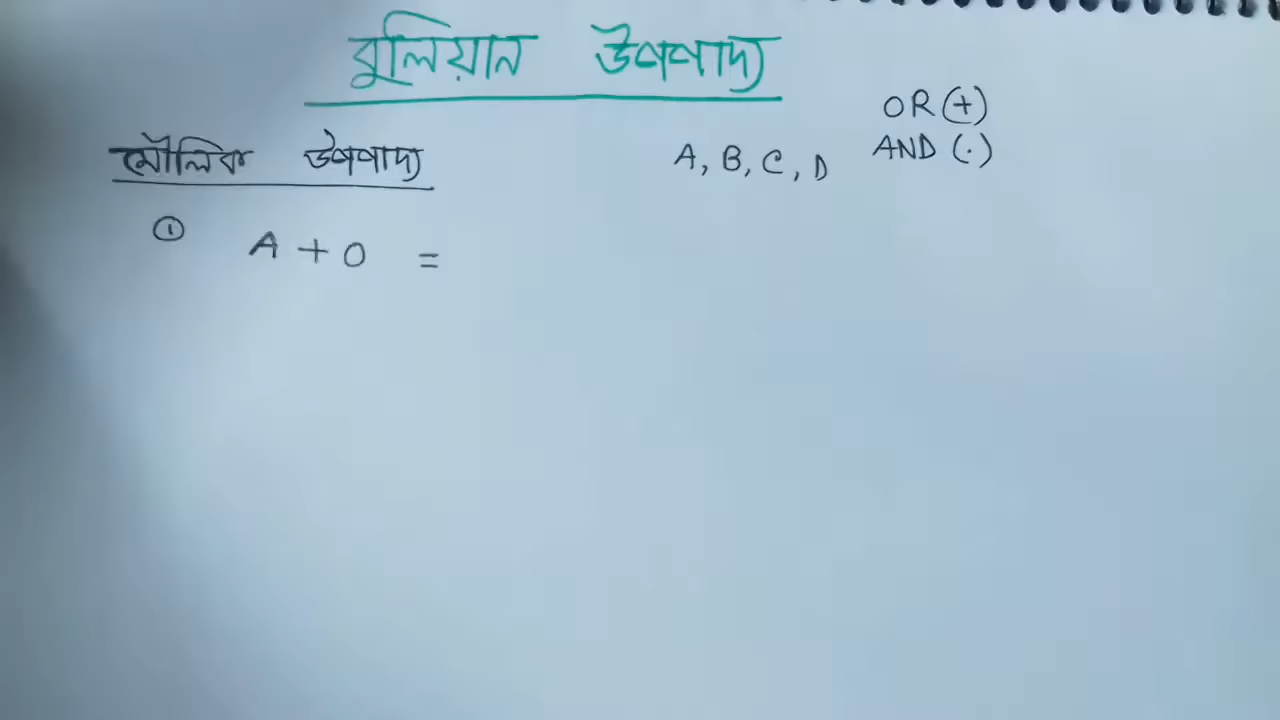 বুলিয়ান উপপাদ্য
OR (+)
মৌলিক উপপাদ্য
A, B, C, D
AND (.)
① A + 0 =